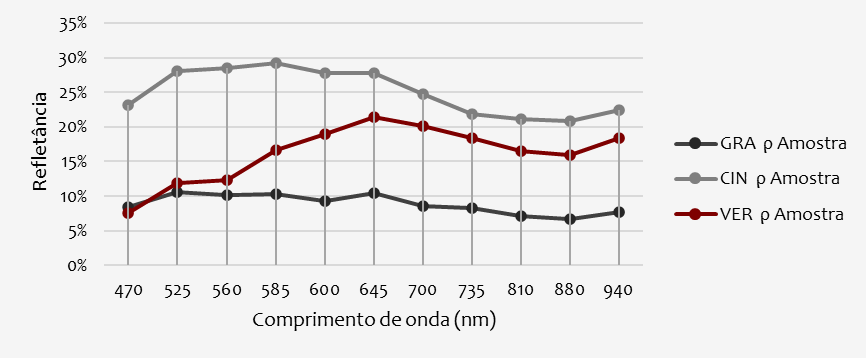 35%
30%
25%
20%
15%
10%
5%
0%
Refletância
470 525 560 585 600 645 700 735 810 880 940
Comprimento de onda (nm)
GRA ρ Amostra
CIN ρ Amostra
VER ρ Amostra